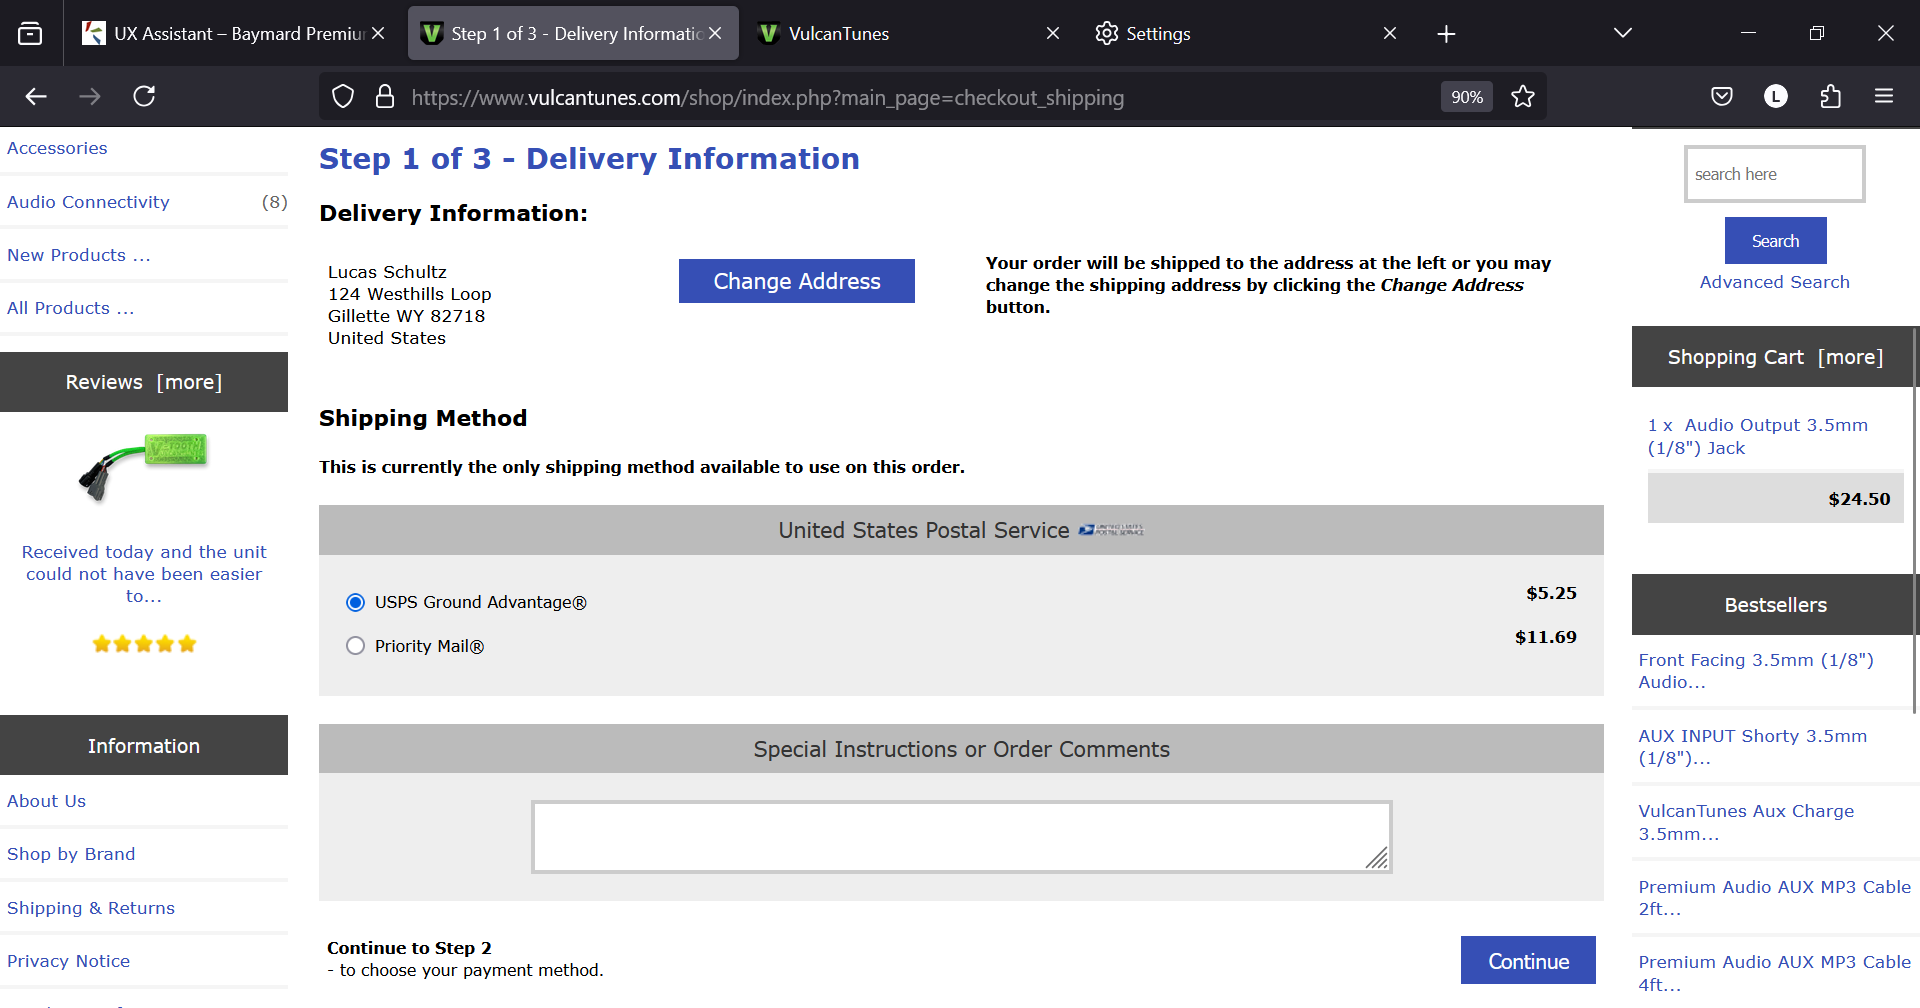 UX Assistant – Baymard Premiu
Step 1 of 3 - Delivery Informatio
VulcanTunes
Settings
https://www.vulcantunes.com/shop/index.php?main_page=checkout_shipping
90%
L
Accessories
Audio Connectivity (8)
New Products ...
All Products ...
Reviews [more]
Received today and the unit
could not have been easier
to...
Information
About Us
Shop by Brand
Shipping & Returns
Privacy Notice
Step 1 of 3 - Delivery Information
Delivery Information:
Lucas Schultz
124 Westhills Loop
Gillette WY 82718
United States
Change Address
Your order will be shipped to the address at the left or you may
change the shipping address by clicking the Change Address
button.
Shipping Method
This is currently the only shipping method available to use on this order.
United States Postal Service
UNITED STATES
POSTAL SERVICE
USPS Ground Advantage® $5.25
Priority Mail® $11.69
Special Instructions or Order Comments
Continue to Step 2
- to choose your payment method.
Continue
search here
Search
Advanced Search
Shopping Cart [more]
1 x Audio Output 3.5mm
(1/8") Jack
$24.50
Bestsellers
Front Facing 3.5mm (1/8")
Audio...
AUX INPUT Shorty 3.5mm
(1/8")...
VulcanTunes Aux Charge
3.5mm...
Premium Audio AUX MP3 Cable
2ft...
Premium Audio AUX MP3 Cable
4ft...